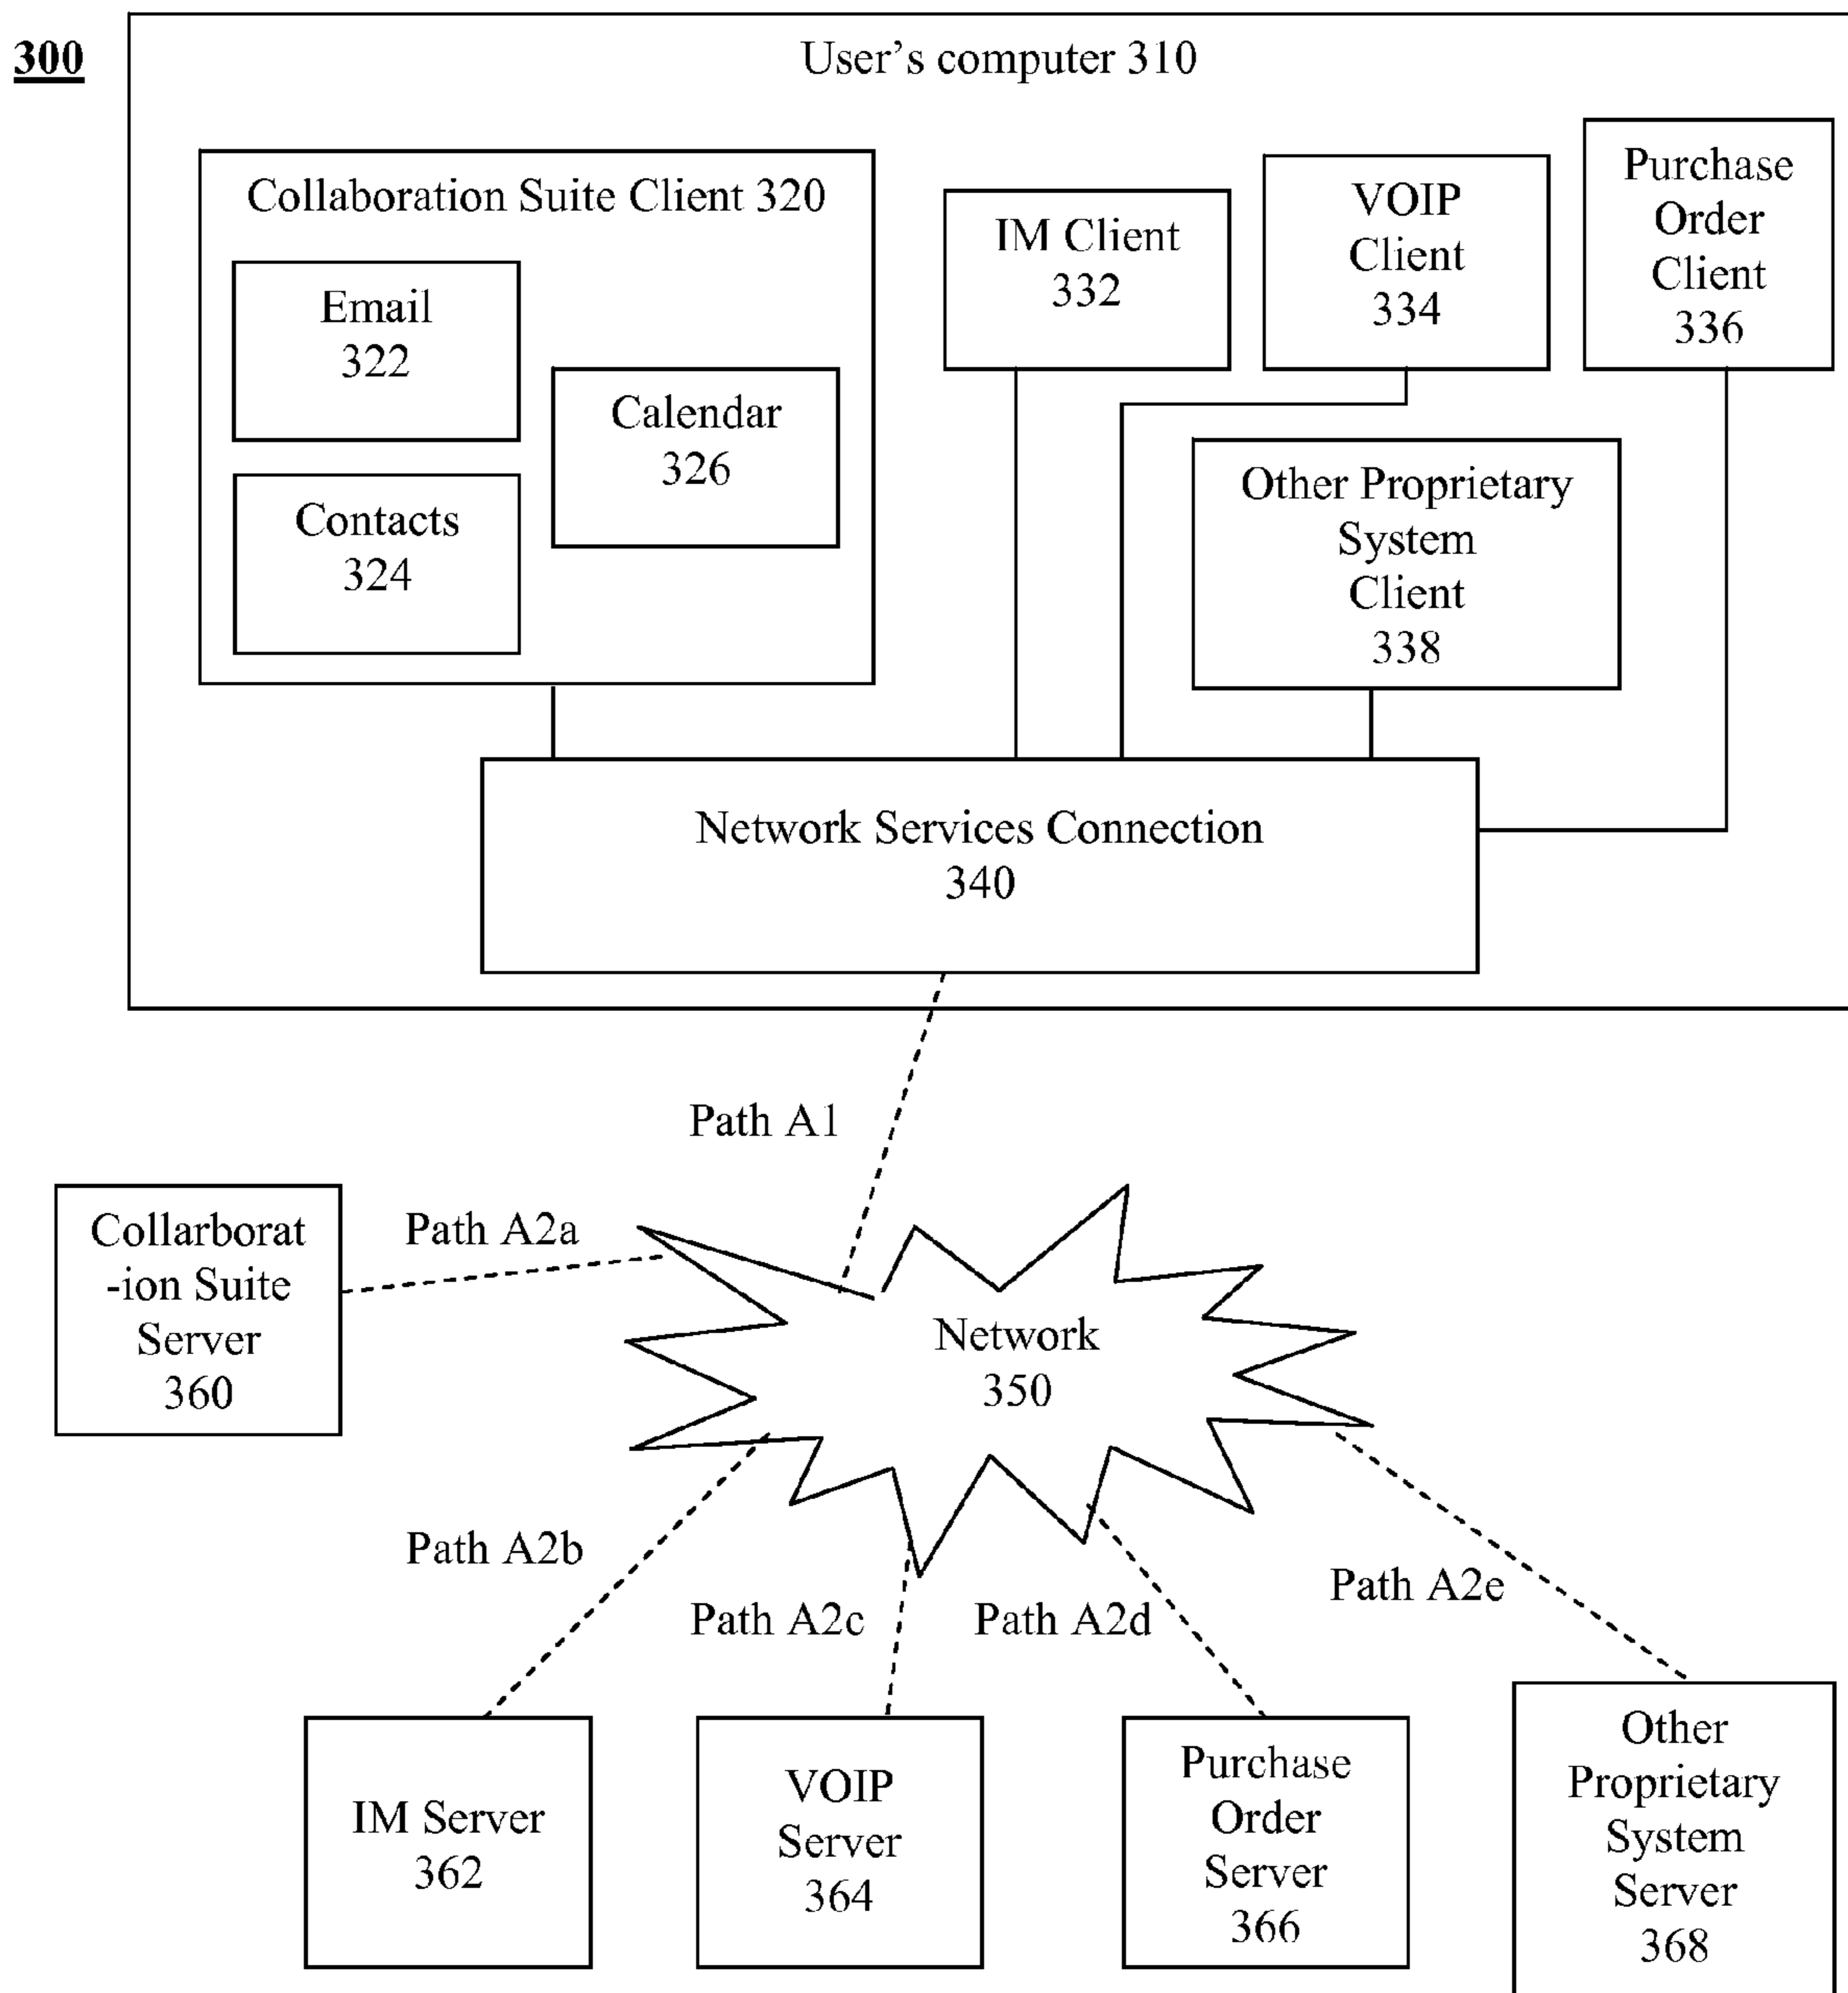 300
User's computer 310
Collaboration Suite Client 320
Email
322
Contacts
324
Calendar
326
IM Client
332
VOIP
Client
334
Purchase
Order
Client
336
Other Proprietary
System
Client
338
Network Services Connection
340
Path A1
Collarborat
-ion Suite
Server
360
Path A2a
Network
350
Path A2b
Path A2c
Path A2d
Path A2e
IM Server
362
VOIP
Server
364
Purchase
Order
Server
366
Other
Proprietary
System
Server
368